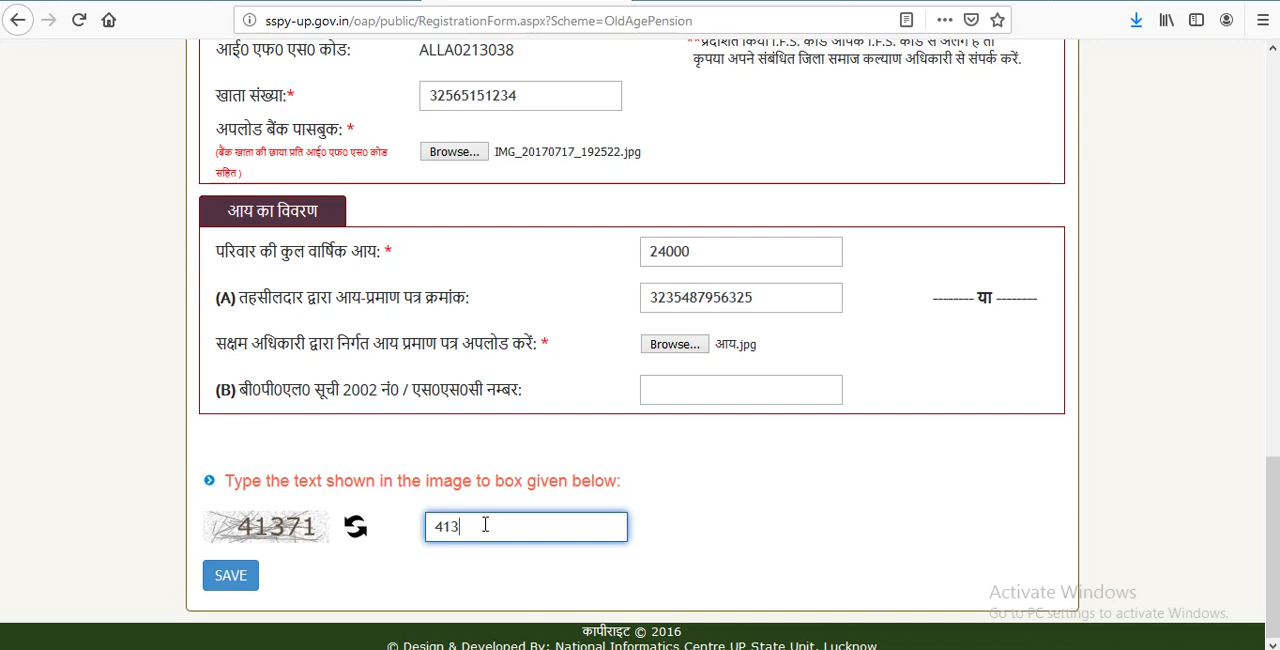 sspy-up.gov.in/oap/public/RegistrationForm.aspx?Scheme=OldAgePension
आई0 एफ0 एस0 कोड: ALLA0213038
**प्रदर्शित किया I.F.S. कोड आपके I.F.S. कोड से अलग है तो
कृपया अपने संबंधित जिला समाज कल्याण अधिकारी से संपर्क करें.
खाता संख्या:* 32565151234
अपलोड बैंक पासबुक: *
(बैंक खाता की छाया प्रति आई0 एफ0 एस0 कोड
सहित )
Browse... IMG_20170717_192522.jpg
आय का विवरण
परिवार की कुल वार्षिक आय: * 24000
(A) तहसीलदार द्वारा आय-प्रमाण पत्र क्रमांक: 3235487956325 -------- या --------
सक्षम अधिकारी द्वारा निर्गत आय प्रमाण पत्र अपलोड करें: * Browse... आय.jpg
(B) बी0पी0एल0 सूची 2002 नं0 / एस0एस0सी नम्बर:
Type the text shown in the image to box given below:
41371 413
SAVE
Activate Windows
Go to PC settings to activate Windows.
कापीराइट © 2016
© Design & Developed By: National Informatics Centre UP State Unit, Lucknow